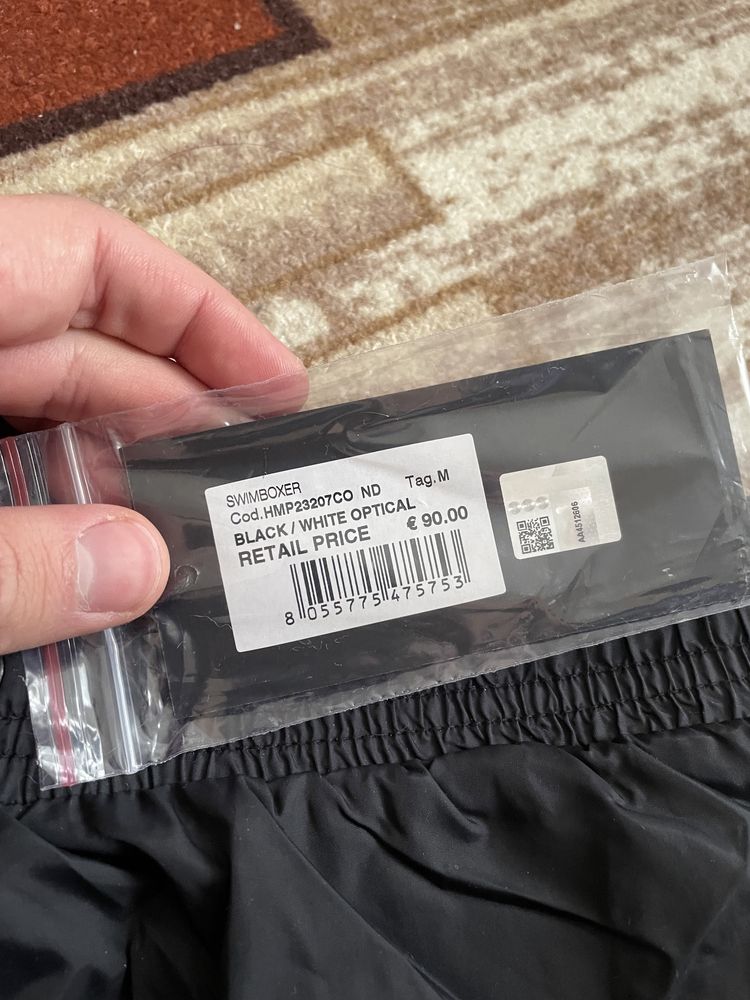 SWIMBOXER
Cod.HMP23207CO ND Tag.M
BLACK / WHITE OPTICAL
RETAIL PRICE € 90.00
8 055775 475753
AA4512606